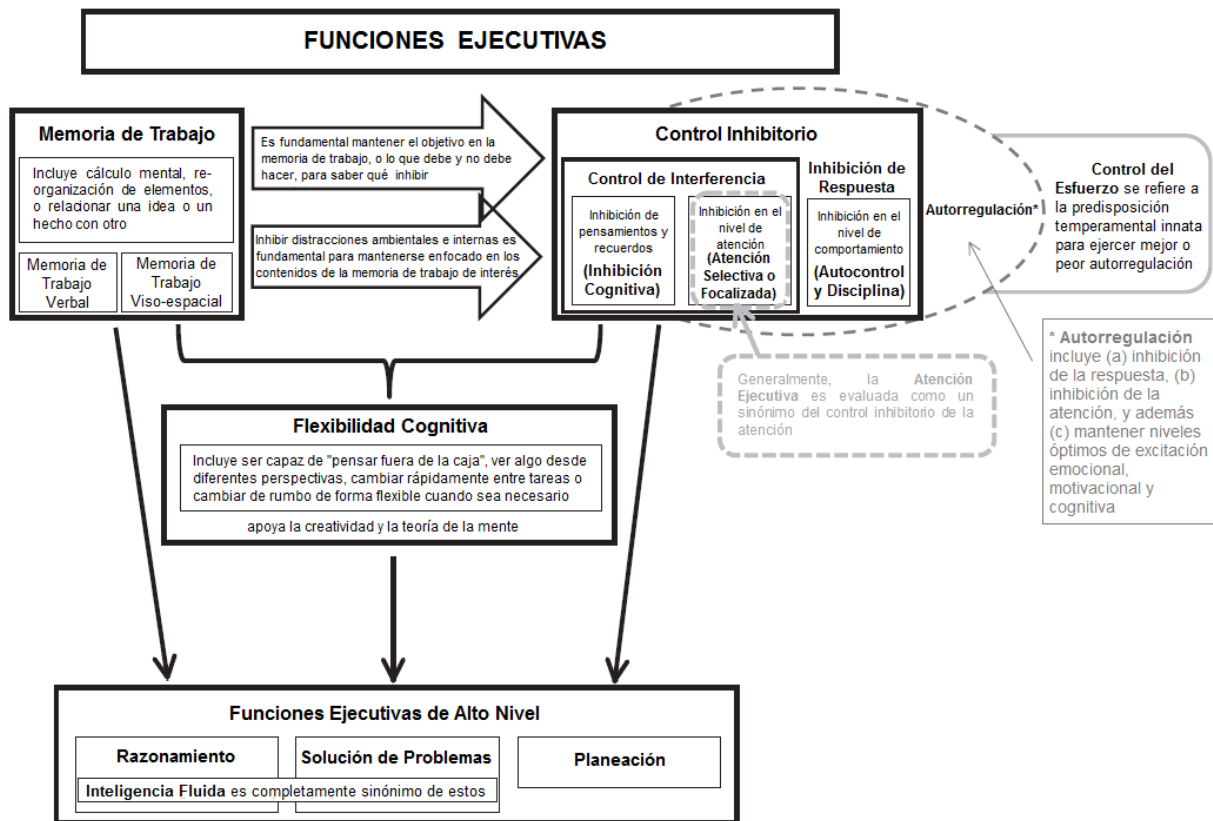 FUNCIONES EJECUTIVAS
Memoria de Trabajo
Incluye cálculo mental, re-
organización de elementos,
o relacionar una idea o un
hecho con otro
Memoria de
Trabajo
Verbal
Memoria de
Trabajo
Viso-espacial
Es fundamental mantener el objetivo en la
memoria de trabajo, o lo que debe y no debe
hacer, para saber qué inhibir
Inhibir distracciones ambientales e internas es
fundamental para mantenerse enfocado en los
contenidos de la memoria de trabajo de interés
Control Inhibitorio
Control de Interferencia
Inhibición de
pensamientos y
recuerdos
(Inhibición
Cognitiva)
Inhibición en el
nivel de atención
(Atención
Selectiva o
Focalizada)
Inhibición de
Respuesta
Inhibición en el
nivel de
comportamiento
(Autocontrol
y Disciplina)
Autorregulación*
Control del
Esfuerzo se refiere a
la predisposición
temperamental innata
para ejercer mejor o
peor autorregulación
Generalmente, la Atención
Ejecutiva es evaluada como un
sinónimo del control inhibitorio de la
atención
* Autorregulación
incluye (a) inhibición
de la respuesta, (b)
inhibición de la
atención, y además
(c) mantener niveles
óptimos de excitación
emocional,
motivacional y
cognitiva
Flexibilidad Cognitiva
Incluye ser capaz de "pensar fuera de la caja", ver algo desde
diferentes perspectivas, cambiar rápidamente entre tareas o
cambiar de rumbo de forma flexible cuando sea necesario
apoya la creatividad y la teoría de la mente
Funciones Ejecutivas de Alto Nivel
Razonamiento
Solución de Problemas
Planeación
Inteligencia Fluida es completamente sinónimo de estos